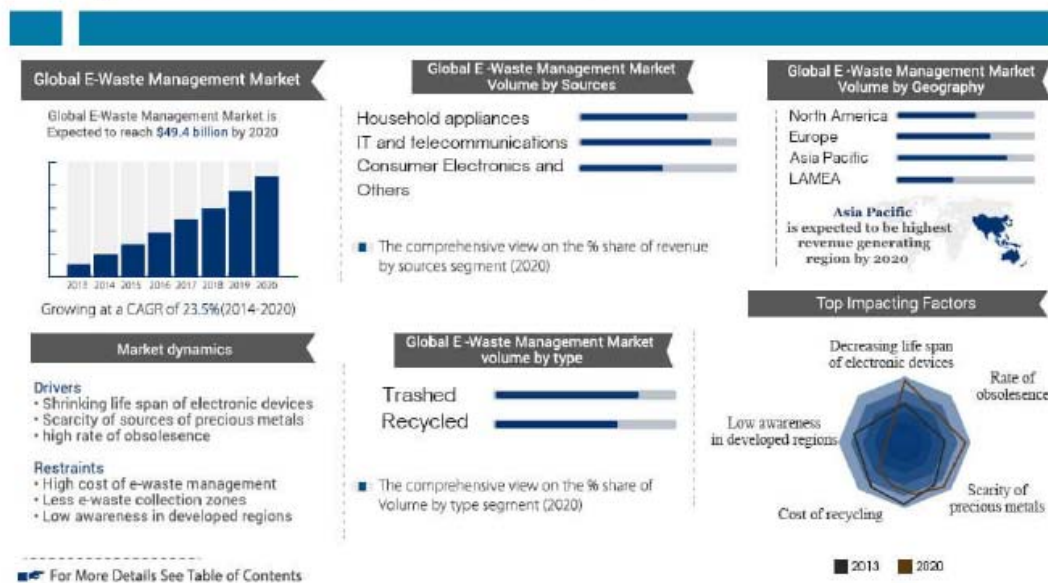 Global E-Waste Management Market
Global E-Waste Management Market is
Expected to reach $49.4 billion by 2020
2013 2014 2015 2016 2017 2018 2019 2020
Growing at a CAGR of 23.5%(2014-2020)
Market dynamics
Drivers
• Shrinking life span of electronic devices
• Scarcity of sources of precious metals
• high rate of obsolesence
Restraints
• High cost of e-waste management
• Less e-waste collection zones
• Low awareness in developed regions
For More Details See Table of Contents
Global E -Waste Management Market
Volume by Sources
Household appliances
IT and telecommunications
Consumer Electronics and
Others
The comprehensive view on the % share of revenue
by sources segment (2020)
Global E -Waste Management Market
volume by type
Trashed
Recycled
The comprehensive view on the % share of
Volume by type segment (2020)
Global E -Waste Management Market
Volume by Geography
North America
Europe
Asia Pacific
LAMEA
Asia Pacific
is expected to be highest
revenue generating
region by 2020
Top Impacting Factors
Decreasing life span
of electronic devices
Rate of
obsolesence
Low awareness
in developed regions
Scarity of
precious metals
Cost of recycling
2013 2020